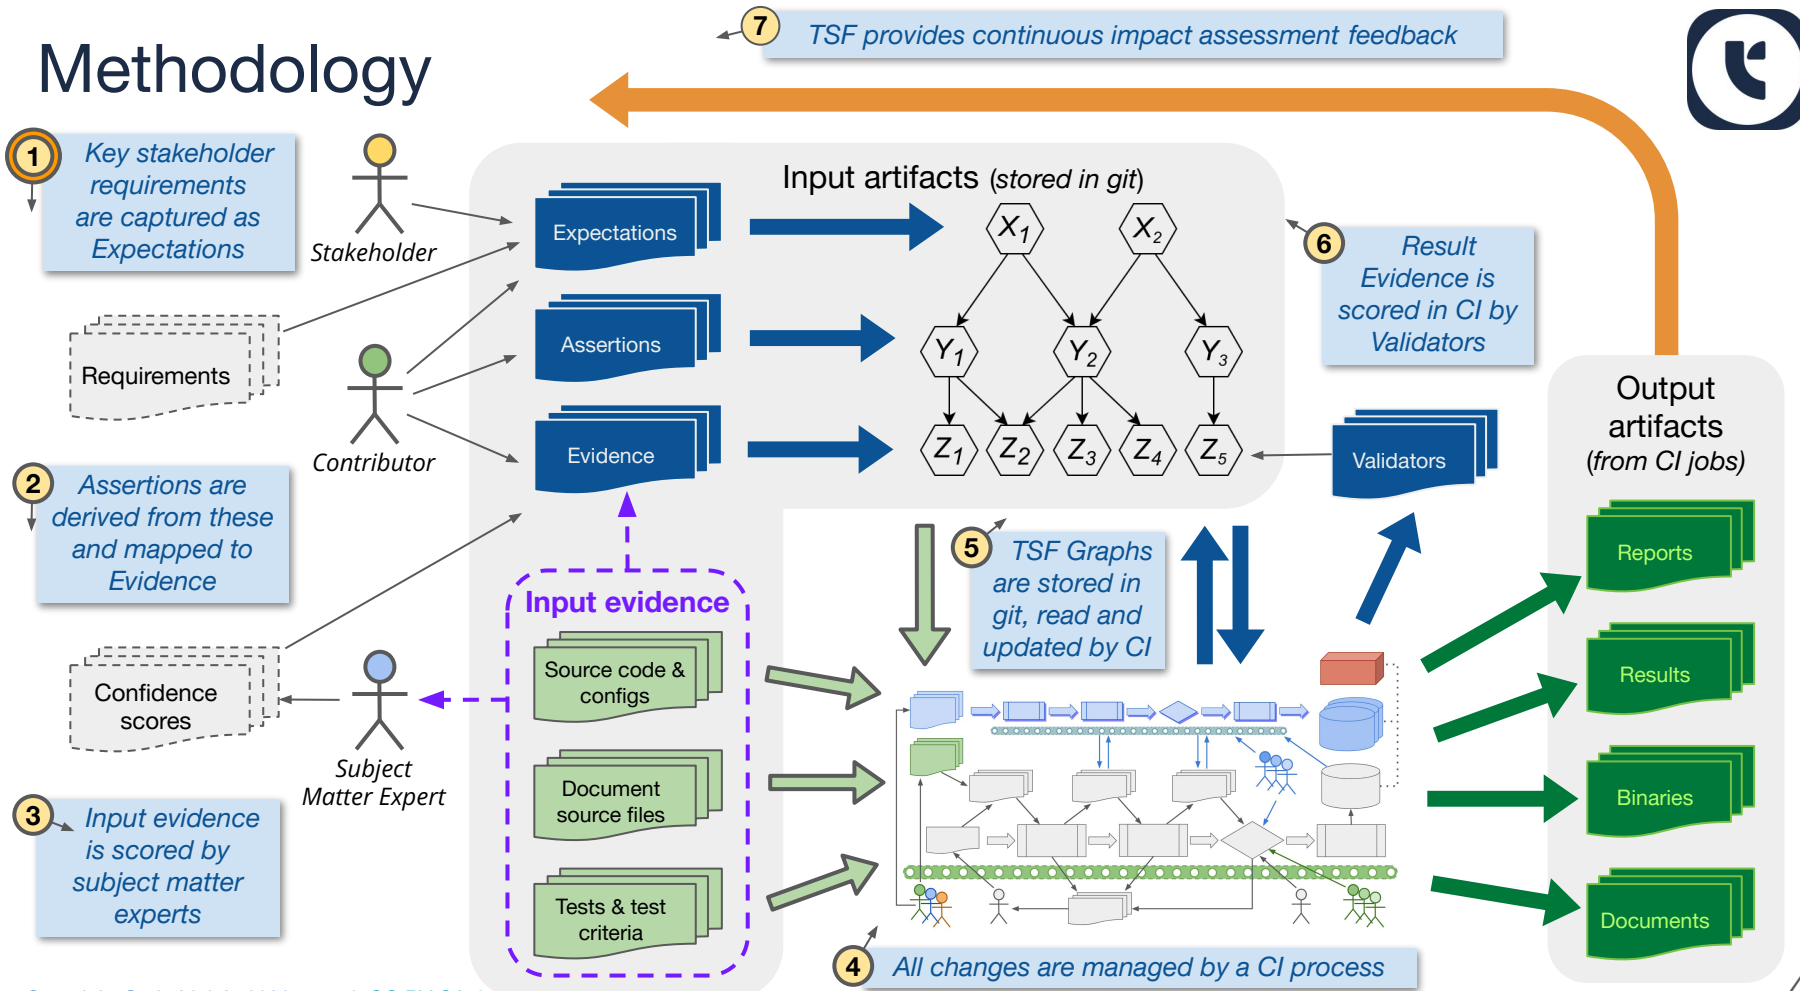 Methodology
7
TSF provides continuous impact assessment feedback
1
Key stakeholder
requirements
are captured as
Expectations
Stakeholder
Requirements
Contributor
2
Assertions are
derived from these
and mapped to
Evidence
Confidence
scores
Subject
Matter Expert
3
Input evidence
is scored by
subject matter
experts
Input artifacts (stored in git)
Expectations
Assertions
Evidence
X1
X2
Y1
Y2
Y3
Z1
Z2
Z3
Z4
Z5
Validators
6
Result
Evidence is
scored in CI by
Validators
5
TSF Graphs
are stored in
git, read and
updated by CI
Input evidence
Source code &
configs
Document
source files
Tests & test
criteria
4
All changes are managed by a CI process
Output
artifacts
(from CI jobs)
Reports
Results
Binaries
Documents